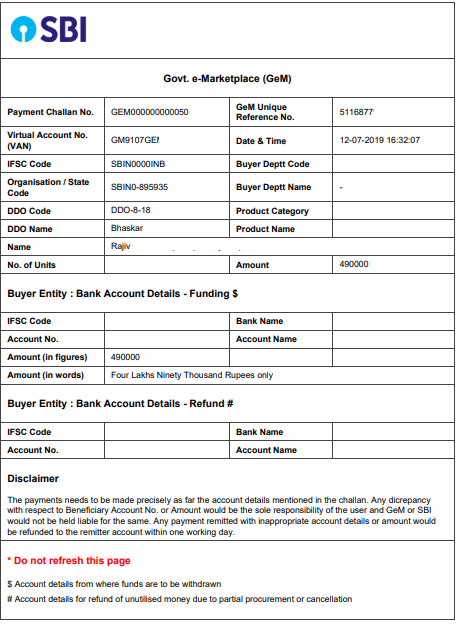 SBI
Govt. e-Marketplace (GeM)
Payment Challan No. GEM000000000050 GeM Unique Reference No. 5116877
Virtual Account No. (VAN) GM9107GEM Date & Time 12-07-2019 16:32:07
IFSC Code SBIN0000INB Buyer Deptt Code
Organisation / State Code SBIN0-895935 Buyer Deptt Name -
DDO Code DDO-8-18 Product Category
DDO Name Bhaskar Product Name
Name Rajiv
No. of Units Amount 490000
Buyer Entity : Bank Account Details - Funding $
IFSC Code Bank Name
Account No. Account Name
Amount (in figures) 490000
Amount (in words) Four Lakhs Ninety Thousand Rupees only
Buyer Entity : Bank Account Details - Refund #
IFSC Code Bank Name
Account No. Account Name
Disclaimer
The payments needs to be made precisely as far the account details mentioned in the challan. Any dicrepancy
with respect to Beneficiary Account No. or Amount would be the sole responsibility of the user and GeM or SBI
would not be held liable for the same. Any payment remitted with inappropriate account details or amount would
be refunded to the remitter account within one working day.
* Do not refresh this page
$ Account details from where funds are to be withdrawn
# Account details for refund of unutilised money due to partial procurement or cancellation